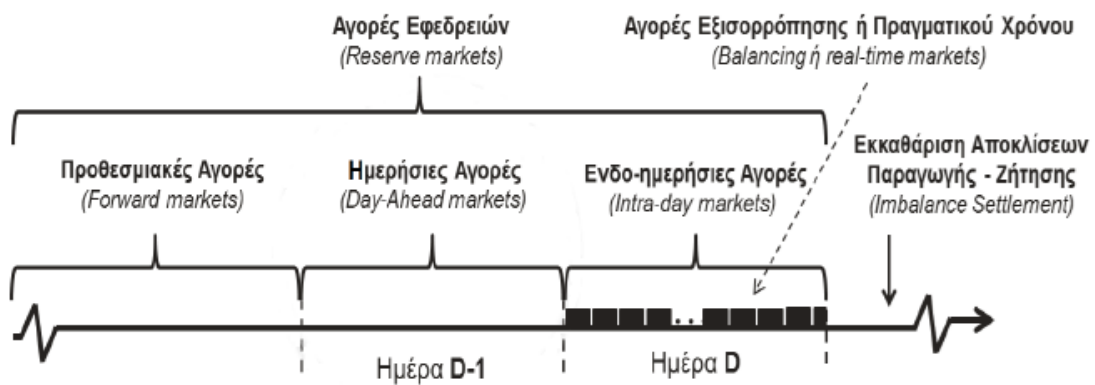 Αγορές Εφεδρειών
(Reserve markets)
Αγορές Εξισορρόπησης ή Πραγματικού Χρόνου
(Balancing ή real-time markets)
Προθεσμιακές Αγορές
(Forward markets)
Ημερήσιες Αγορές
(Day-Ahead markets)
Ενδο-ημερήσιες Αγορές
(Intra-day markets)
Εκκαθάριση Αποκλίσεων
Παραγωγής - Ζήτησης
(Imbalance Settlement)
Ημέρα D-1
Ημέρα D